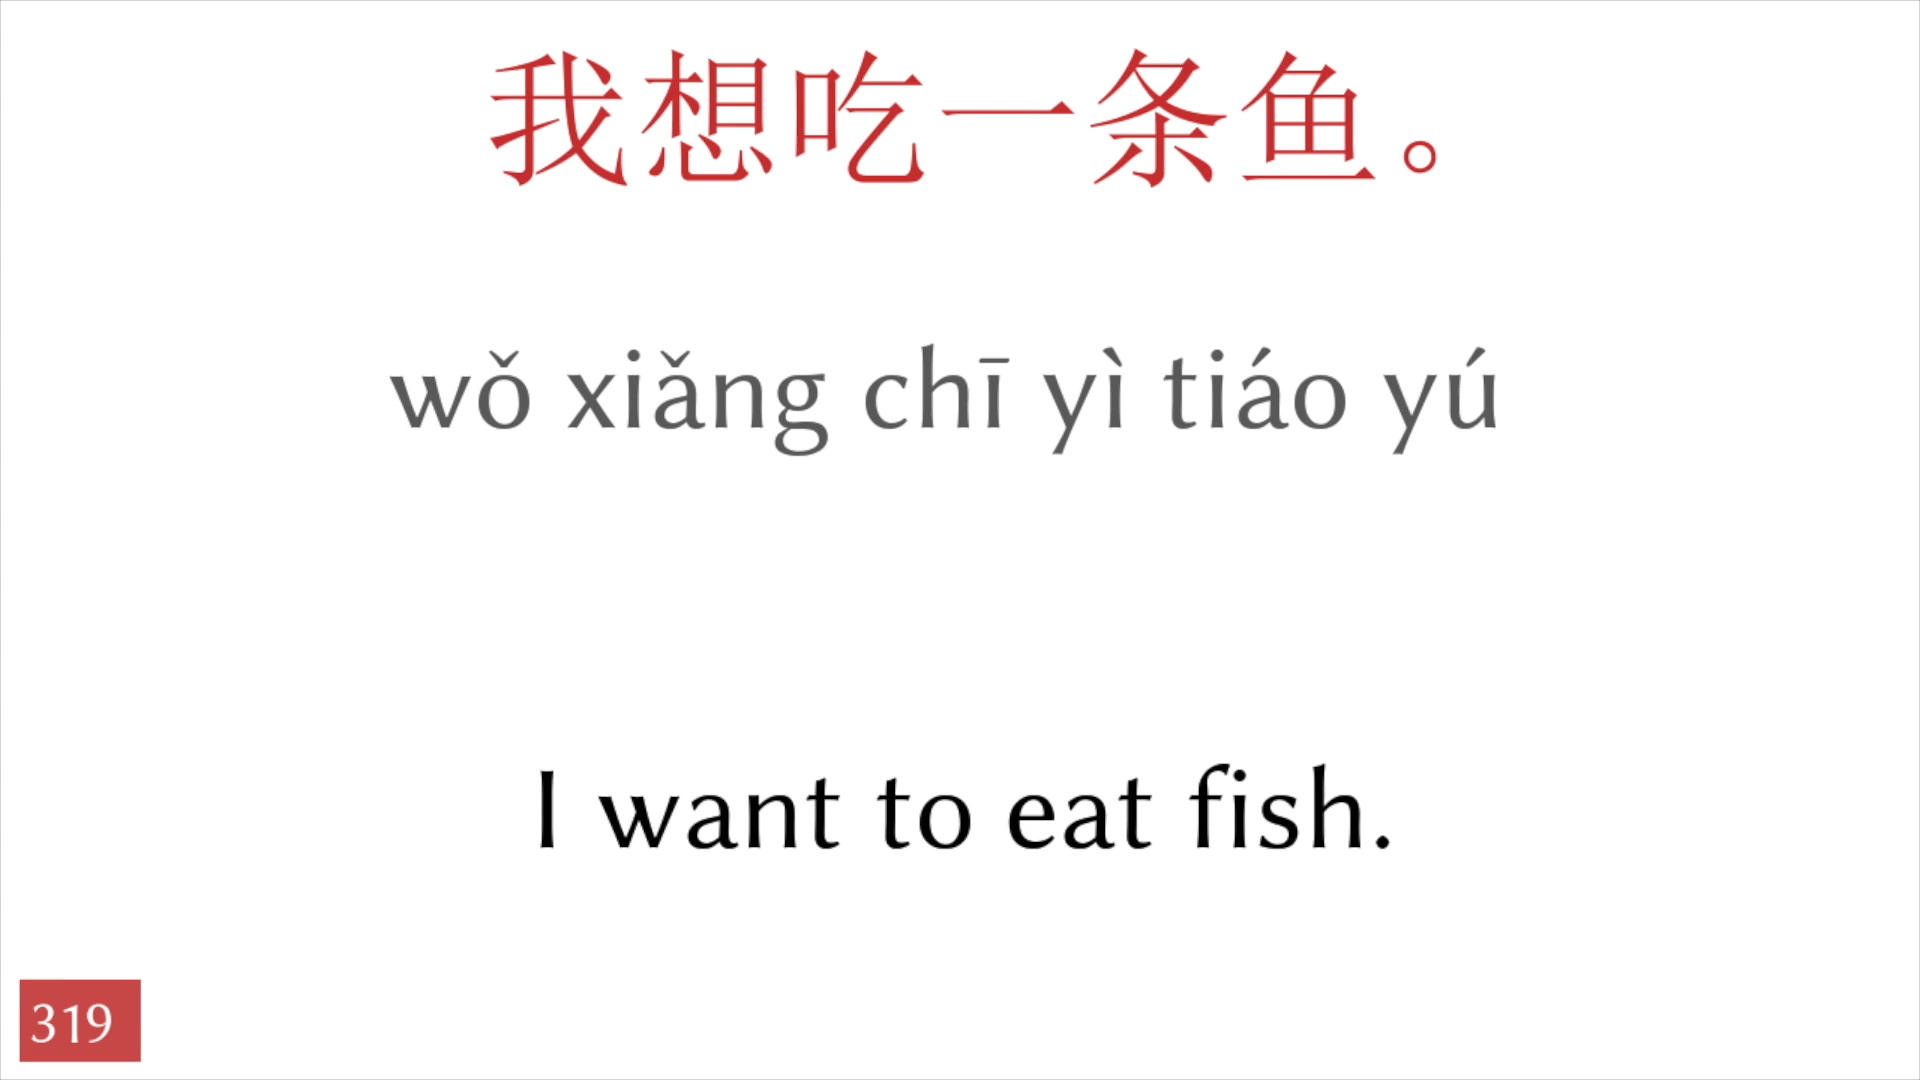 我想吃一条鱼。
wǒ xiǎng chī yì tiáo yú
I want to eat fish.
319